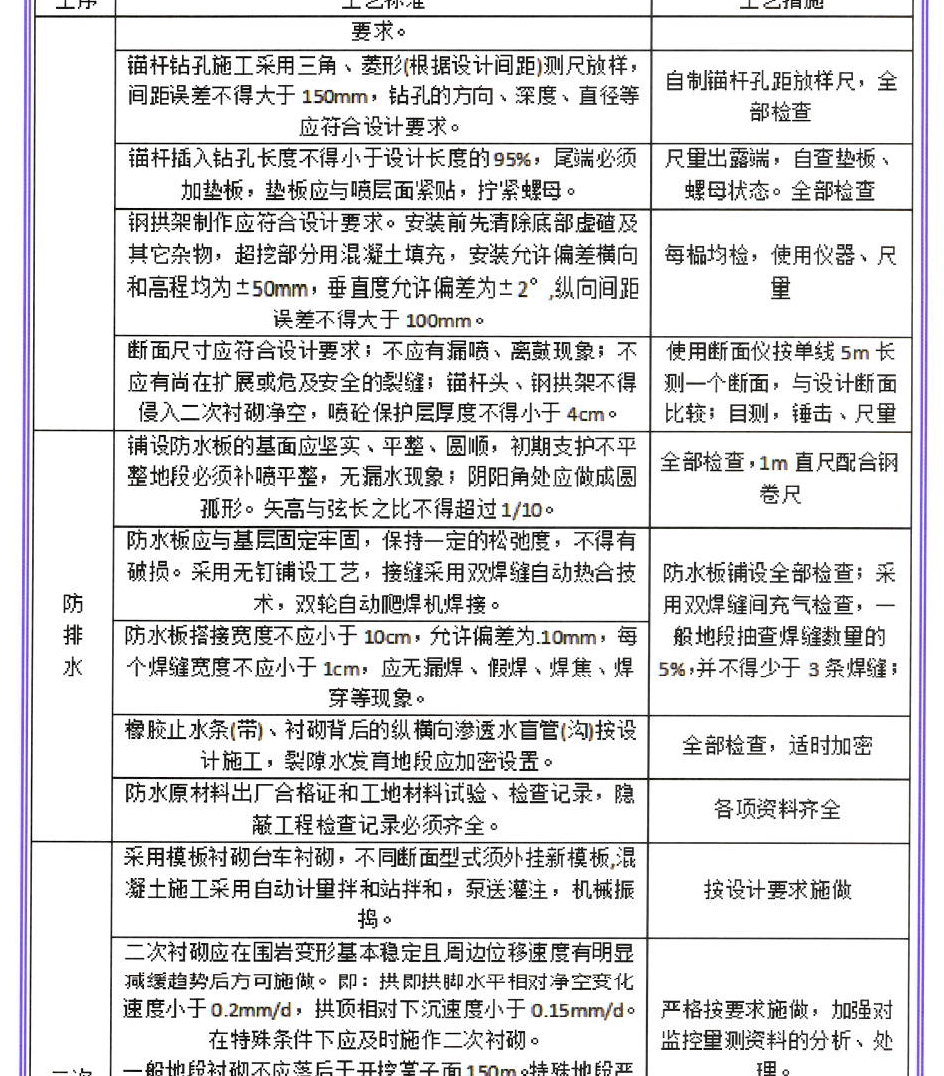 工序 工艺标准 工艺措施
要求。
锚杆钻孔施工采用三角、菱形(根据设计间距)测尺放样，
间距误差不得大于150mm，钻孔的方向、深度、直径等
应符合设计要求。
自制锚杆孔距放样尺，全
部检查
锚杆插入钻孔长度不得小于设计长度的95%，尾端必须
加垫板，垫板应与喷层面紧贴，拧紧螺母。
尺量出露端，自查垫板、
螺母状态。全部检查
钢拱架制作应符合设计要求。安装前先清除底部虚碴及
其它杂物，超挖部分用混凝土填充，安装允许偏差横向
和高程均为±50mm，垂直度允许偏差为±2°,纵向间距
误差不得大于100mm。
每榀均检，使用仪器、尺
量
断面尺寸应符合设计要求；不应有漏喷、离鼓现象；不
应有尚在扩展或危及安全的裂缝；锚杆头、钢拱架不得
侵入二次衬砌净空，喷砼保护层厚度不得小于4cm。
使用断面仪按单线5m长
测一个断面，与设计断面
比较；目测，锤击、尺量
防
排
水
铺设防水板的基面应坚实、平整、圆顺，初期支护不平
整地段必须补喷平整，无漏水现象；阴阳角处应做成圆
孤形。矢高与弦长之比不得超过1/10。
全部检查，1m直尺配合钢
卷尺
防水板应与基层固定牢固，保持一定的松弛度，不得有
破损。采用无钉铺设工艺，接缝采用双焊缝自动热合技
术，双轮自动爬焊机焊接。
防水板搭接宽度不应小于10cm，允许偏差为.10mm，每
个焊缝宽度不应小于1cm，应无漏焊、假焊、焊焦、焊
穿等现象。
防水板铺设全部检查；采
用双焊缝间充气检查，一
般地段抽查焊缝数量的
5%，并不得少于3条焊缝；
橡胶止水条(带)、衬砌背后的纵横向渗透水盲管(沟)按设
计施工，裂隙水发育地段应加密设置。
全部检查，适时加密
防水原材料出厂合格证和工地材料试验、检查记录，隐
蔽工程检查记录必须齐全。
各项资料齐全
采用模板衬砌台车衬砌，不同断面型式须外挂新模板,混
凝土施工采用自动计量拌和站拌和，泵送灌注，机械振
捣。
按设计要求施做
二次
二次衬砌应在围岩变形基本稳定且周边位移速度有明显
减缓趋势后方可施做。即：拱即拱脚水平相对净空变化
速度小于0.2mm/d，拱顶相对下沉速度小于0.15mm/d。
在特殊条件下应及时施作二次衬砌。
一般地段衬砌不应落后于开挖掌子面150m。特殊地段严
严格按要求施做，加强对
监控量测资料的分析、处
理。